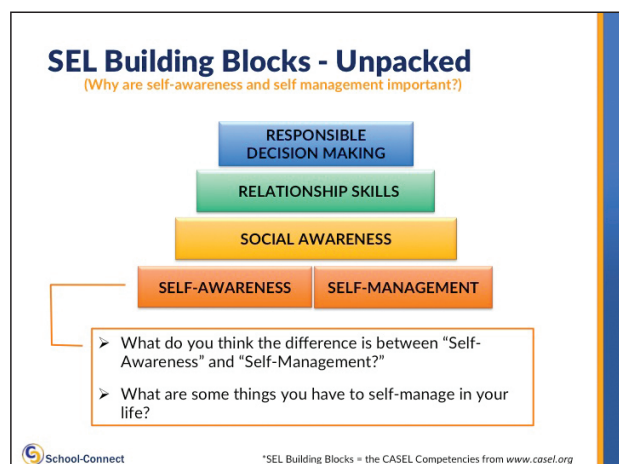 SEL Building Blocks - Unpacked
(Why are self-awareness and self management important?)
RESPONSIBLE
DECISION MAKING
RELATIONSHIP SKILLS
SOCIAL AWARENESS
SELF-AWARENESS SELF-MANAGEMENT
➢ What do you think the difference is between “Self-
Awareness” and “Self-Management?”
➢ What are some things you have to self-manage in your
life?
School-Connect
*SEL Building Blocks = the CASEL Competencies from www.casel.org